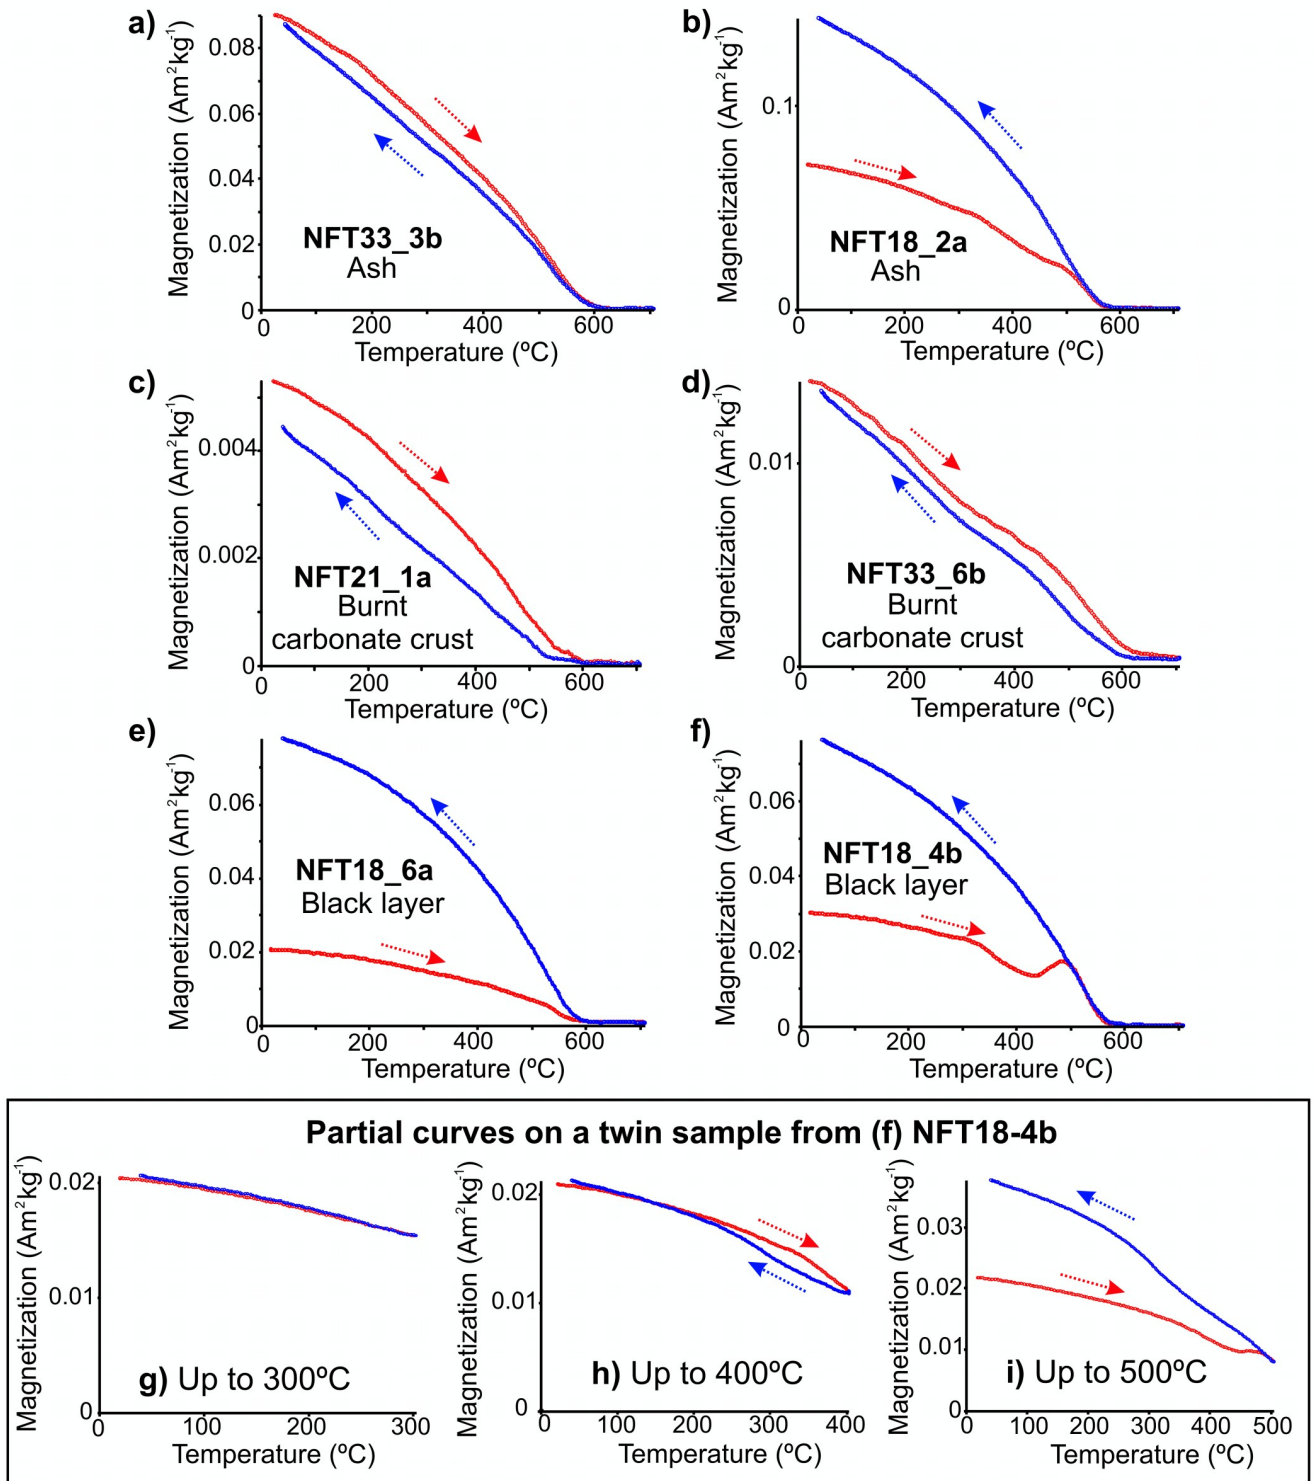 a)
Magnetization (Am²kg⁻¹)
0.08
0.06
0.04
0.02
0
NFT33_3b
Ash
0 200 400 600
Temperature (ºC)
b)
Magnetization (Am²kg⁻¹)
0.1
0
NFT18_2a
Ash
0 200 400 600
Temperature (ºC)
c)
Magnetization (Am²kg⁻¹)
0.004
0.002
0
NFT21_1a
Burnt
carbonate crust
0 200 400 600
Temperature (ºC)
d)
Magnetization (Am²kg⁻¹)
0.01
0
NFT33_6b
Burnt
carbonate crust
0 200 400 600
Temperature (ºC)
e)
Magnetization (Am²kg⁻¹)
0.06
0.04
0.02
0
NFT18_6a
Black layer
0 200 400 600
Temperature (ºC)
f)
Magnetization (Am²kg⁻¹)
0.06
0.04
0.02
0
NFT18_4b
Black layer
0 200 400 600
Temperature (ºC)
Partial curves on a twin sample from (f) NFT18-4b
Magnetization (Am²kg⁻¹)
0.02
0.01
0
g) Up to 300ºC
0 100 200 300
Temperature (ºC)
Magnetization (Am²kg⁻¹)
0.02
0.01
0
h) Up to 400ºC
0 100 200 300 400
Temperature (ºC)
Magnetization (Am²kg⁻¹)
0.03
0.02
0.01
0
i) Up to 500ºC
0 100 200 300 400 500
Temperature (ºC)